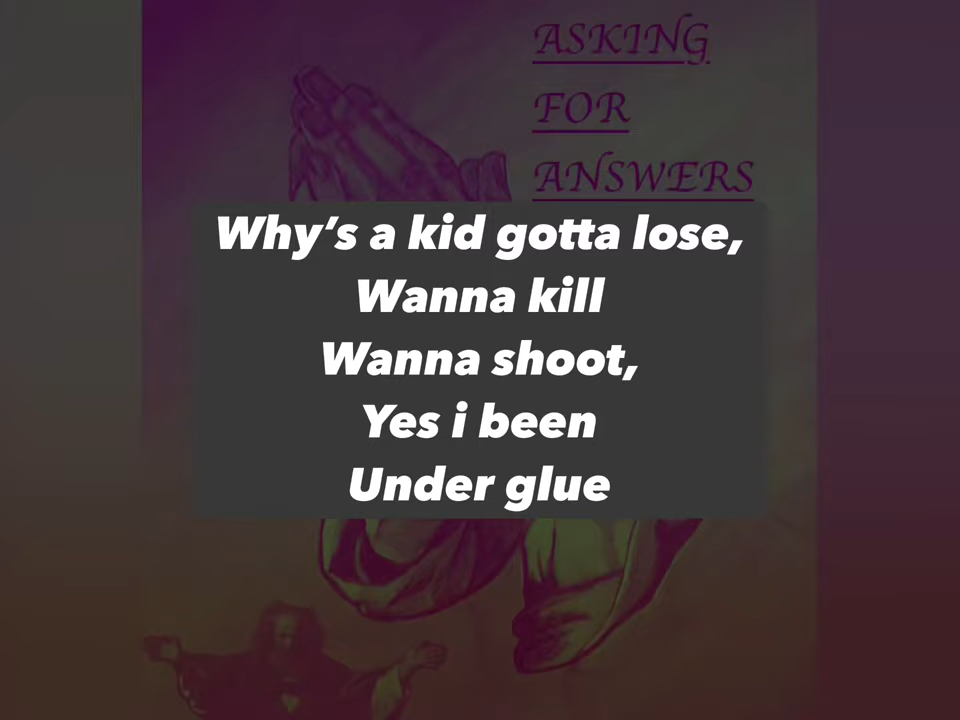 ASKING
FOR
ANSWERS
Why's a kid gotta lose,
Wanna kill
Wanna shoot,
Yes i been
Under glue